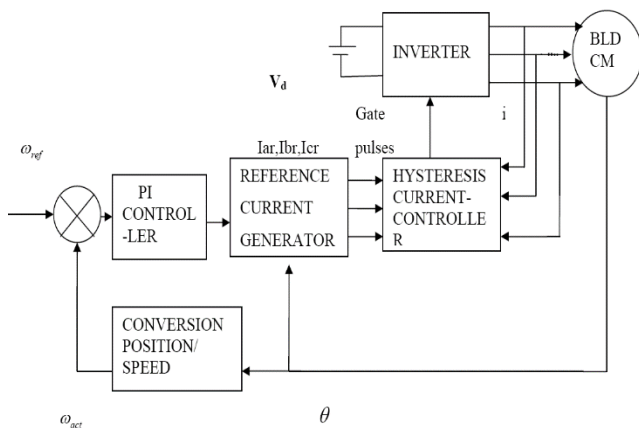 INVERTER
BLD
CM
V_d
Gate
i
ω_ref
Iar,Ibr,Icr
pulses
PI
CONTROL
-LER
REFERENCE
CURRENT
GENERATOR
HYSTERESIS
CURRENT-
CONTROLLE
R
CONVERSION
POSITION/
SPEED
ω_act
θ